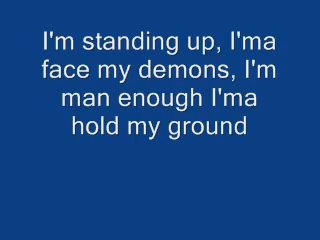 I'm standing up, I'ma
face my demons, I'm
man enough I'ma
hold my ground